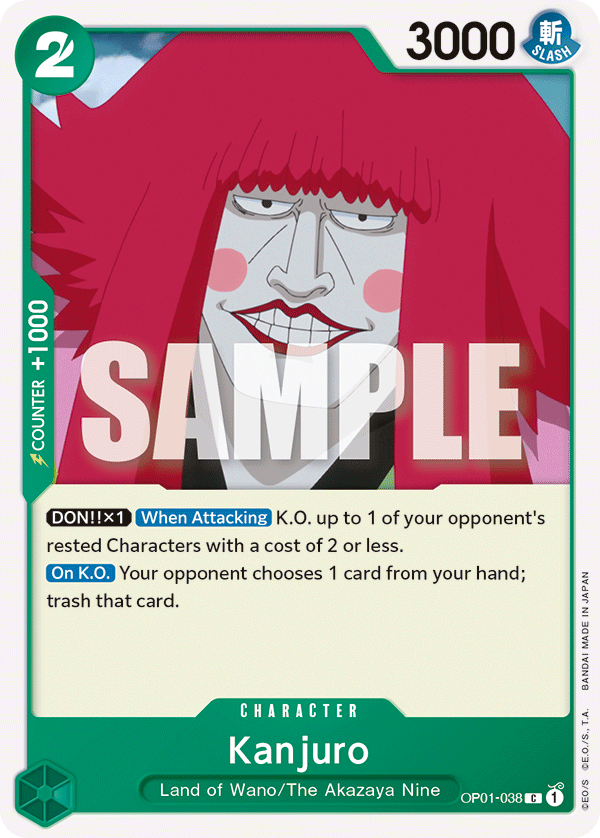 2
3000
斬
SLASH
COUNTER +1000
SAMPLE
DON!!×1 When Attacking K.O. up to 1 of your opponent's
rested Characters with a cost of 2 or less.
On K.O. Your opponent chooses 1 card from your hand;
trash that card.
CHARACTER
Kanjuro
Land of Wano/The Akazaya Nine
OP01-038 C 1
©EO/S ©E.O./S., T.A. BANDAI MADE IN JAPAN